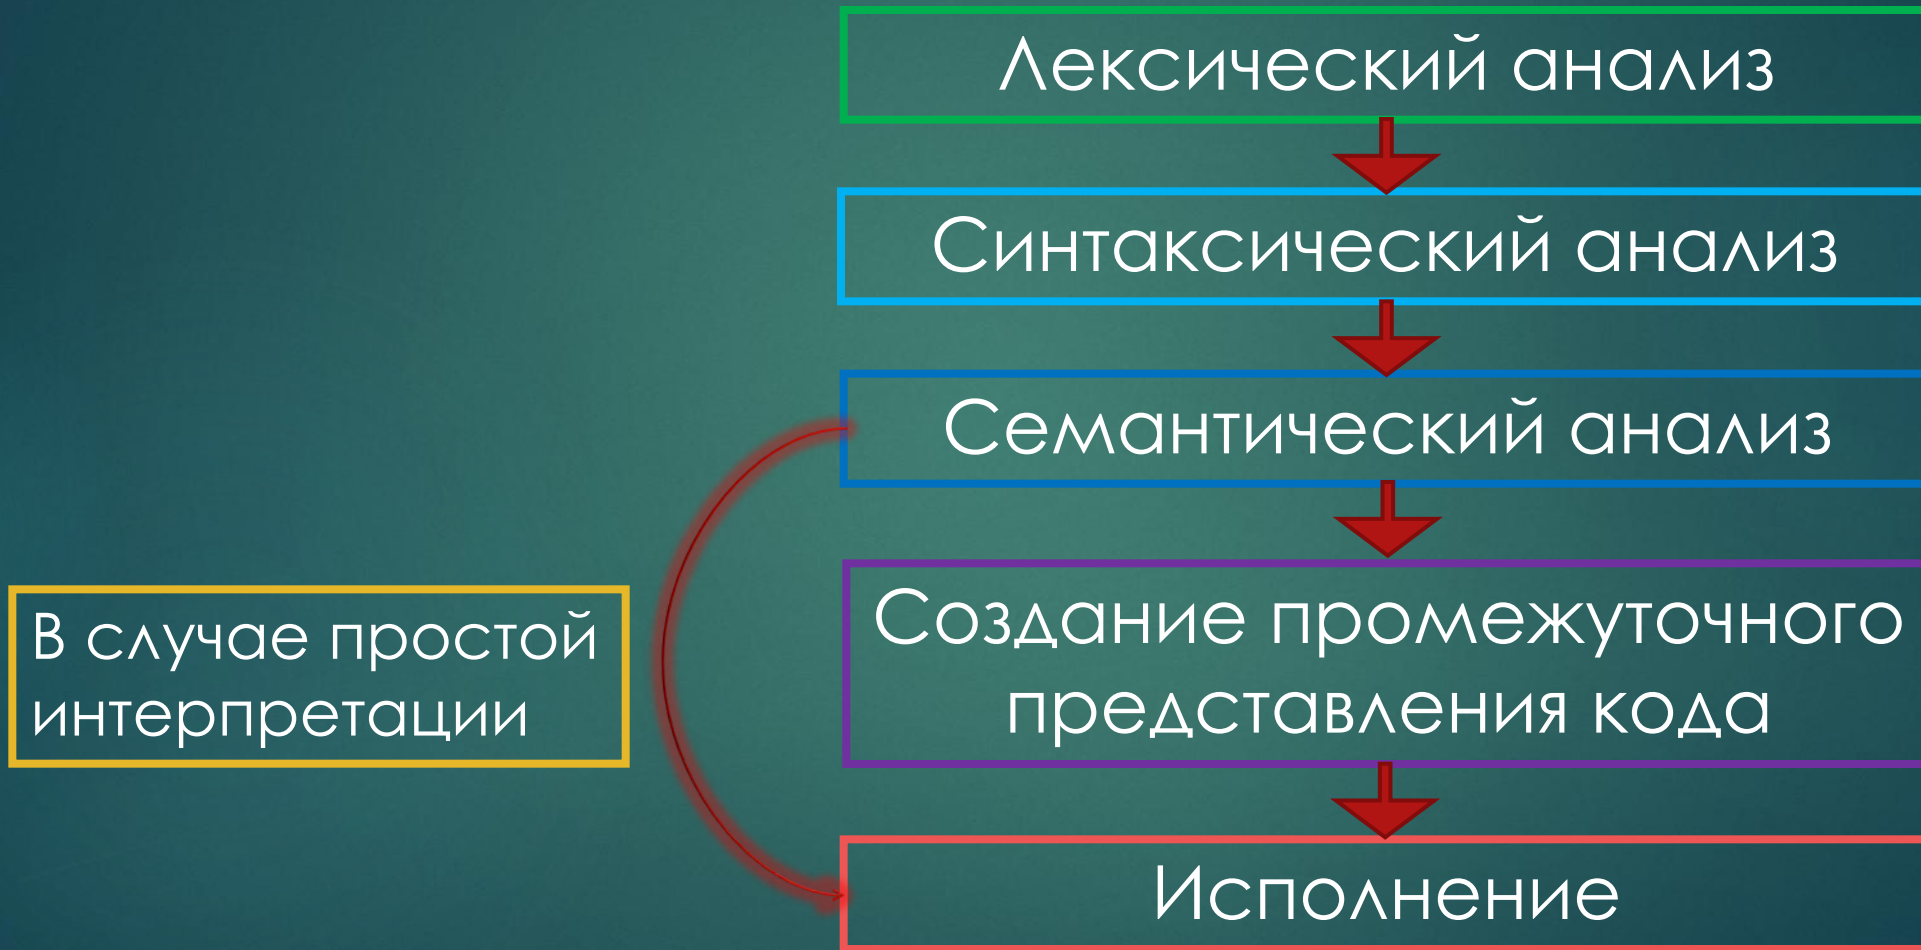 Лексический анализ
Синтаксический анализ
Семантический анализ
Создание промежуточного
представления кода
В случае простой
интерпретации
Исполнение